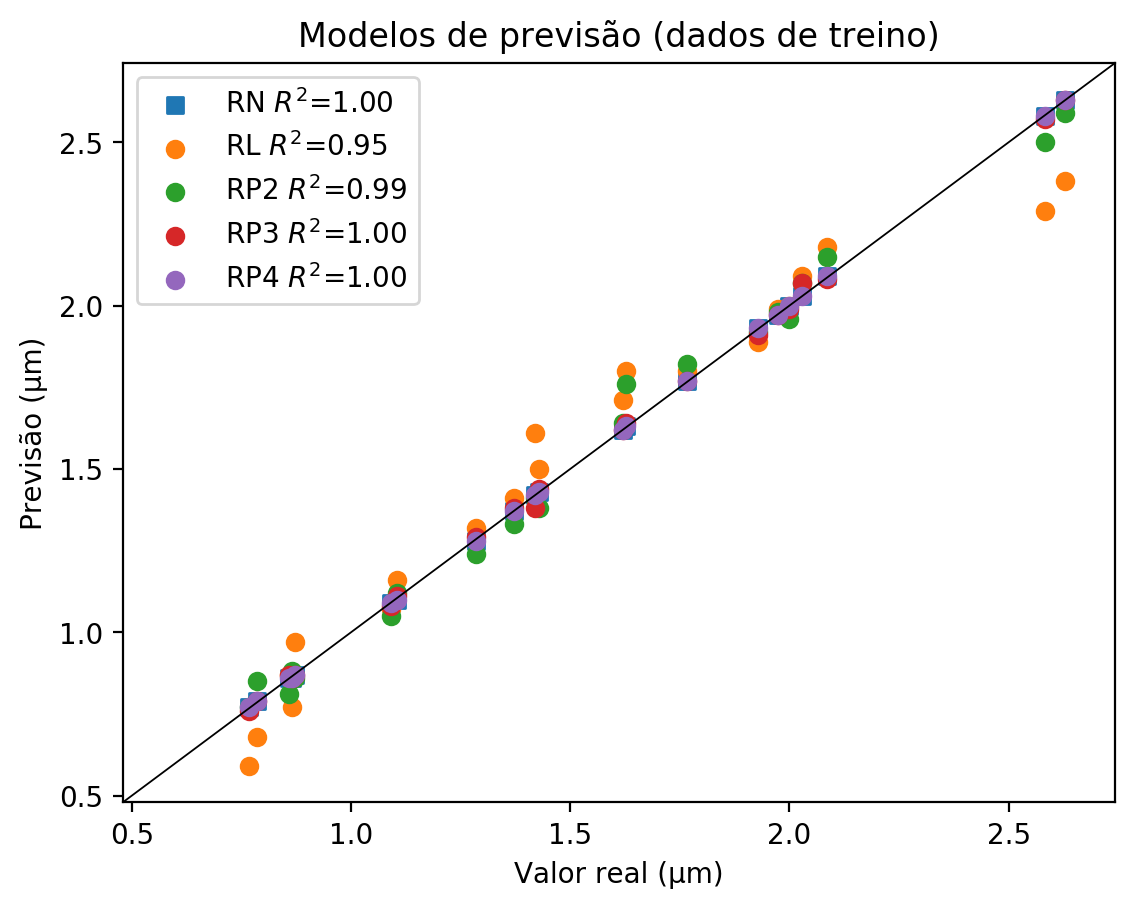 Modelos de previsão (dados de treino)
RN R²=1.00
RL R²=0.95
RP2 R²=0.99
RP3 R²=1.00
RP4 R²=1.00
Previsão (µm)
2.5
2.0
1.5
1.0
0.5
0.5 1.0 1.5 2.0 2.5
Valor real (µm)